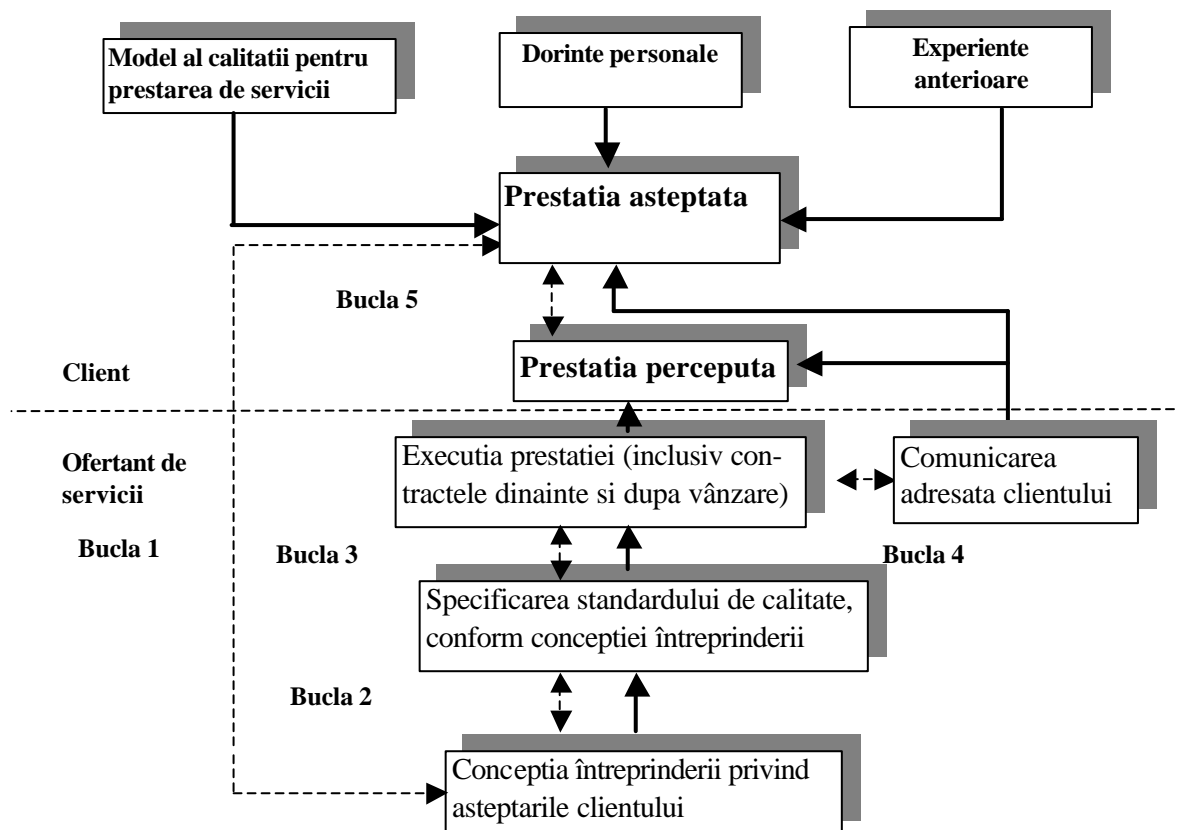 Model al calitatii pentru
prestarea de servicii
Dorinte personale
Experiente
anterioare
Prestatia asteptata
Bucla 5
Prestatia perceputa
Client
Ofertant de
servicii
Executia prestatiei (inclusiv con-
tractele dinainte si dupa vânzare)
Comunicarea
adresata clientului
Bucla 1
Bucla 3
Bucla 4
Specificarea standardului de calitate,
conform conceptiei întreprinderii
Bucla 2
Conceptia întreprinderii privind
asteptarile clientului